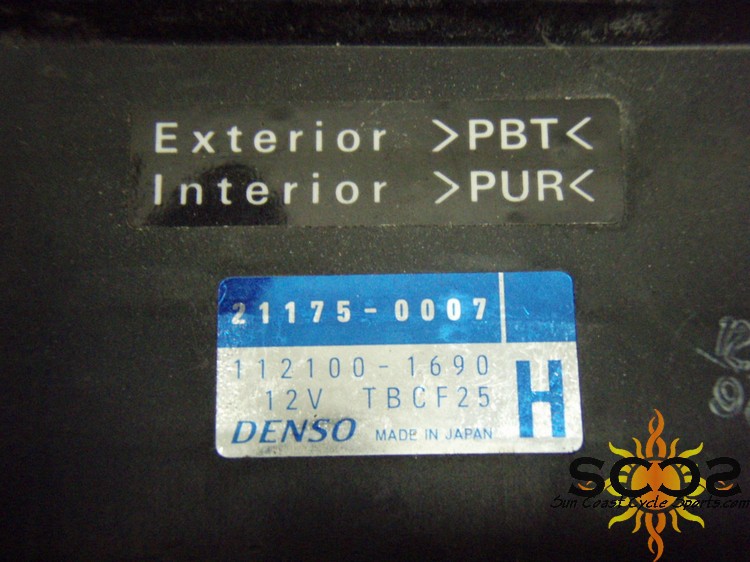 Exterior >PBT<
Interior >PUR<
21175-0007
112100-1690
12V TBCF25
H
DENSO MADE IN JAPAN
SCCS
Sun Coast Cycle Sports.com